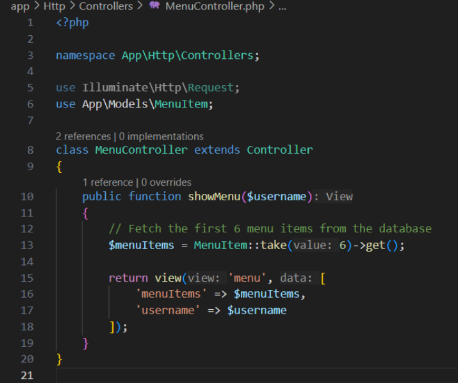 app > Http > Controllers > MenuController.php > ...
1 <?php
2
3 namespace App\Http\Controllers;
4
5 use Illuminate\Http\Request;
6 use App\Models\MenuItem;
7
2 references | 0 implementations
8 class MenuController extends Controller
9 {
1 reference | 0 overrides
10 public function showMenu($username): View
11 {
12 // Fetch the first 6 menu items from the database
13 $menuItems = MenuItem::take(value: 6)->get();
14
15 return view(view: 'menu', data: [
16 'menuItems' => $menuItems,
17 'username' => $username
18 ]);
19 }
20 }
21